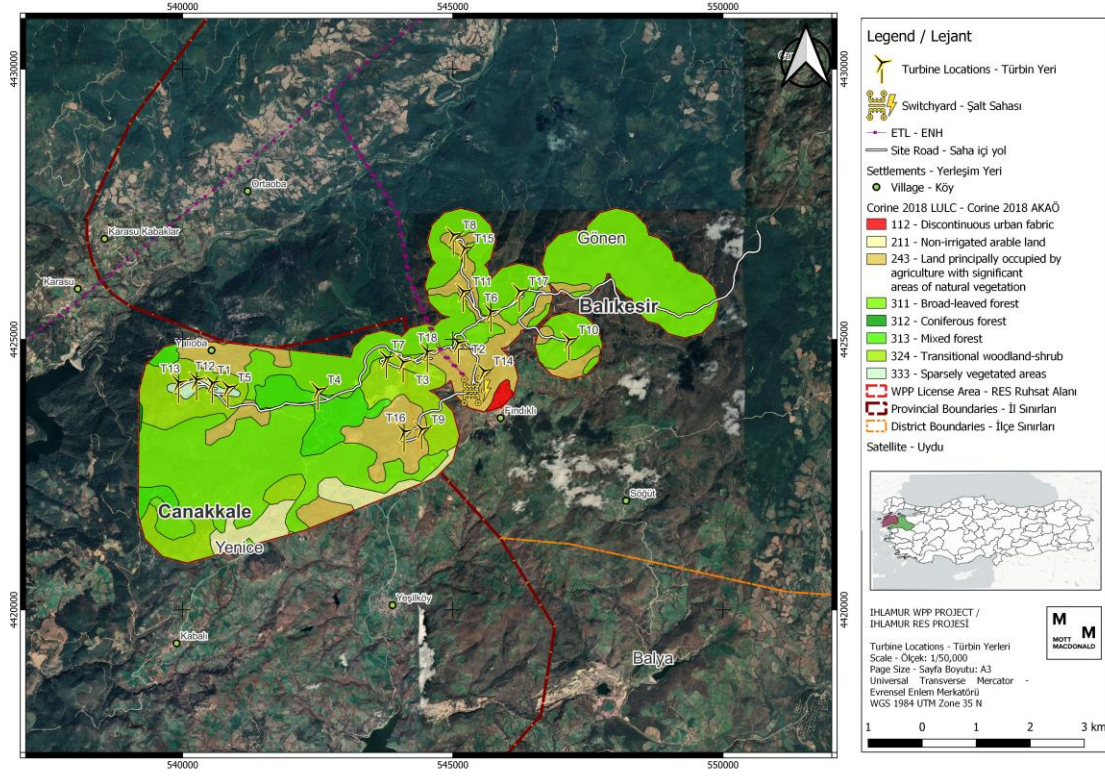 540000
545000
550000
4430000
4430000
Ortaoba
Karasu Kabaklar
Karasu
T8
T15
Gönen
T11
T17
T6
Balıkesir
4425000
4425000
T18
T10
T7
T2
T12
T13
T1
T4
T3
T14
T5
Fındıklı
T16
T9
Söğüt
Çanakkale
Yenice
4420000
4420000
Yeşilköy
Kabalı
Balya
540000
545000
550000
Legend / Lejant
Turbine Locations - Türbin Yeri
Switchyard - Şalt Sahası
ETL - ENH
Site Road - Saha içi yol
Settlements - Yerleşim Yeri
Village - Köy
Corine 2018 LULC - Corine 2018 AKAÖ
112 - Discontinuous urban fabric
211 - Non-irrigated arable land
243 - Land principally occupied by
agriculture with significant
areas of natural vegetation
311 - Broad-leaved forest
312 - Coniferous forest
313 - Mixed forest
324 - Transitional woodland-shrub
333 - Sparsely vegetated areas
WPP License Area - RES Ruhsat Alanı
Provincial Boundaries - İl Sınırları
District Boundaries - İlçe Sınırları
Satellite - Uydu
IHLAMUR WPP PROJECT /
IHLAMUR RES PROJESİ
M
M
MOTT
MACDONALD
Turbine Locations - Türbin Yerleri
Scale - Ölçek: 1/50,000
Page Size - Sayfa Boyutu: A3
Universal Transverse Mercator -
Evrensel Enlem Merkatörü
WGS 1984 UTM Zone 35 N
1 0 1 2 3 km